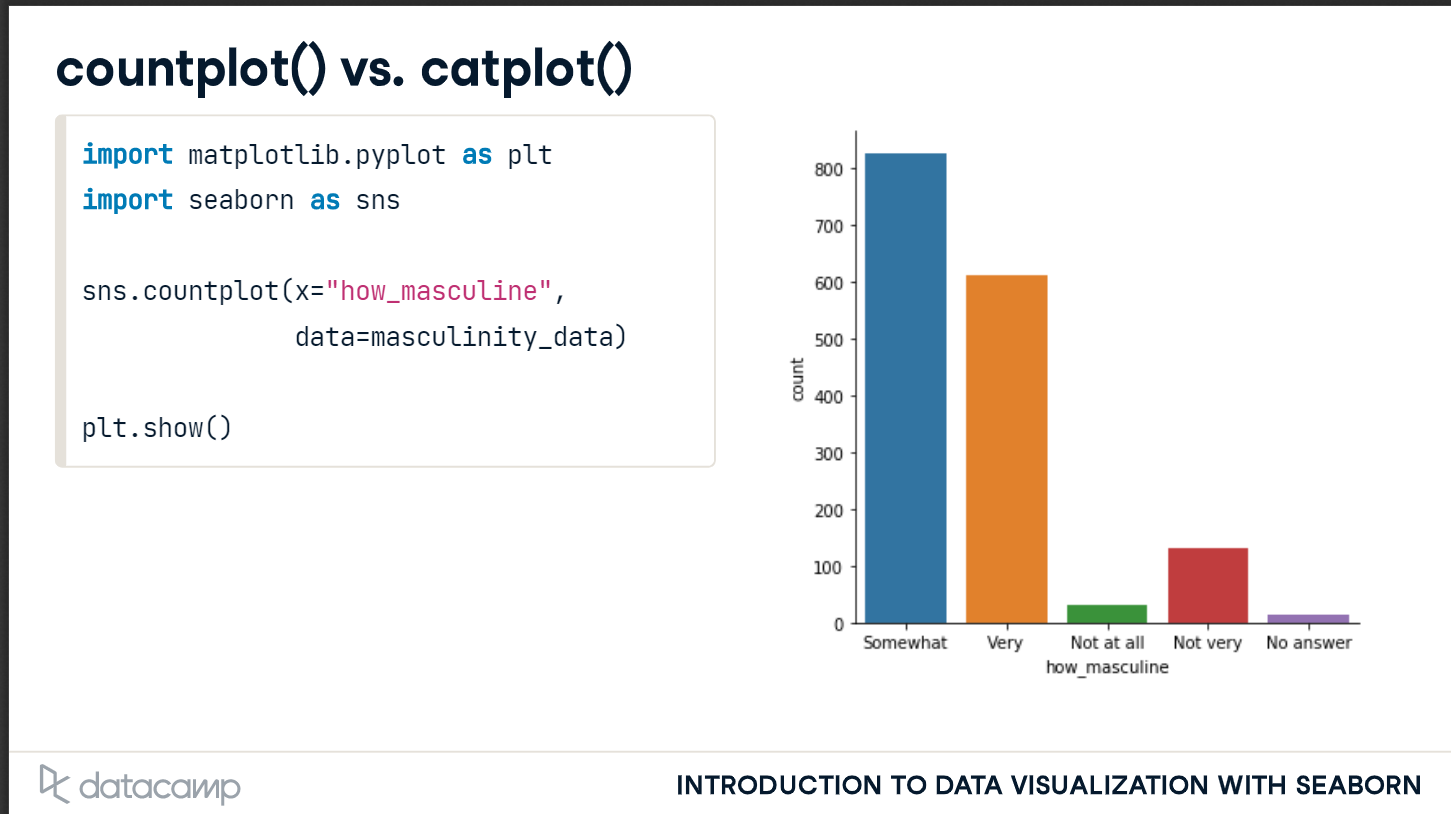 countplot() vs. catplot()
import matplotlib.pyplot as plt
import seaborn as sns
sns.countplot(x="how_masculine",
data=masculinity_data)
plt.show()
800
700
600
500
400
300
200
100
0
count
Somewhat Very Not at all Not very No answer
how_masculine
datacamp
INTRODUCTION TO DATA VISUALIZATION WITH SEABORN